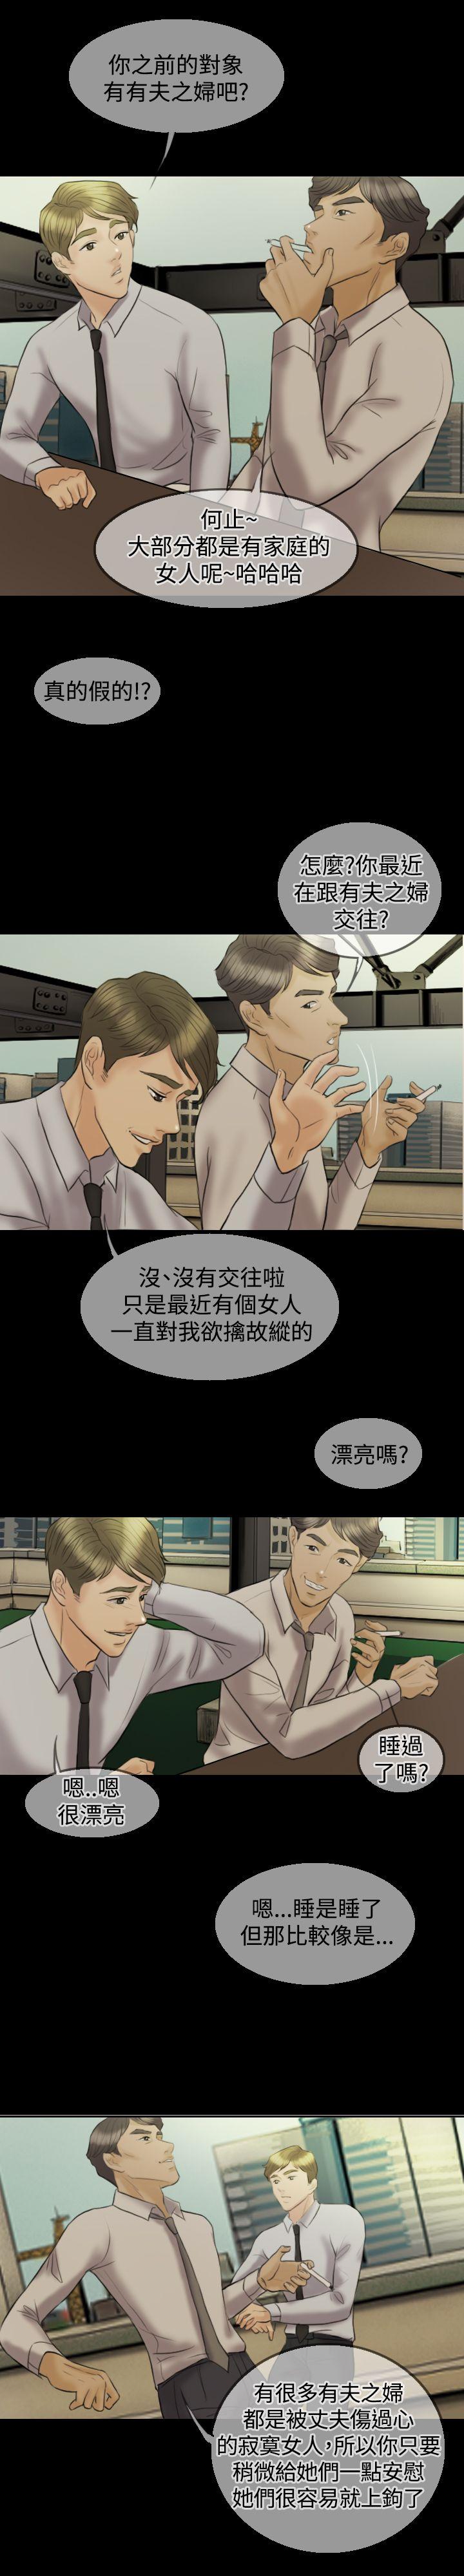 你之前的對象
有有夫之婦吧?
何止~
大部分都是有家庭的
女人呢~哈哈哈
真的假的!?
怎麼?你最近
在跟有夫之婦
交往?
沒、沒有交往啦
只是最近有個女人
一直對我欲擒故縱的
漂亮嗎?
嗯..嗯
很漂亮
睡過
了嗎?
嗯...睡是睡了
但那比較像是...
有很多有夫之婦
都是被丈夫傷過心
的寂寞女人,所以你只要
稍微給她們一點安慰
她們很容易就上鉤了